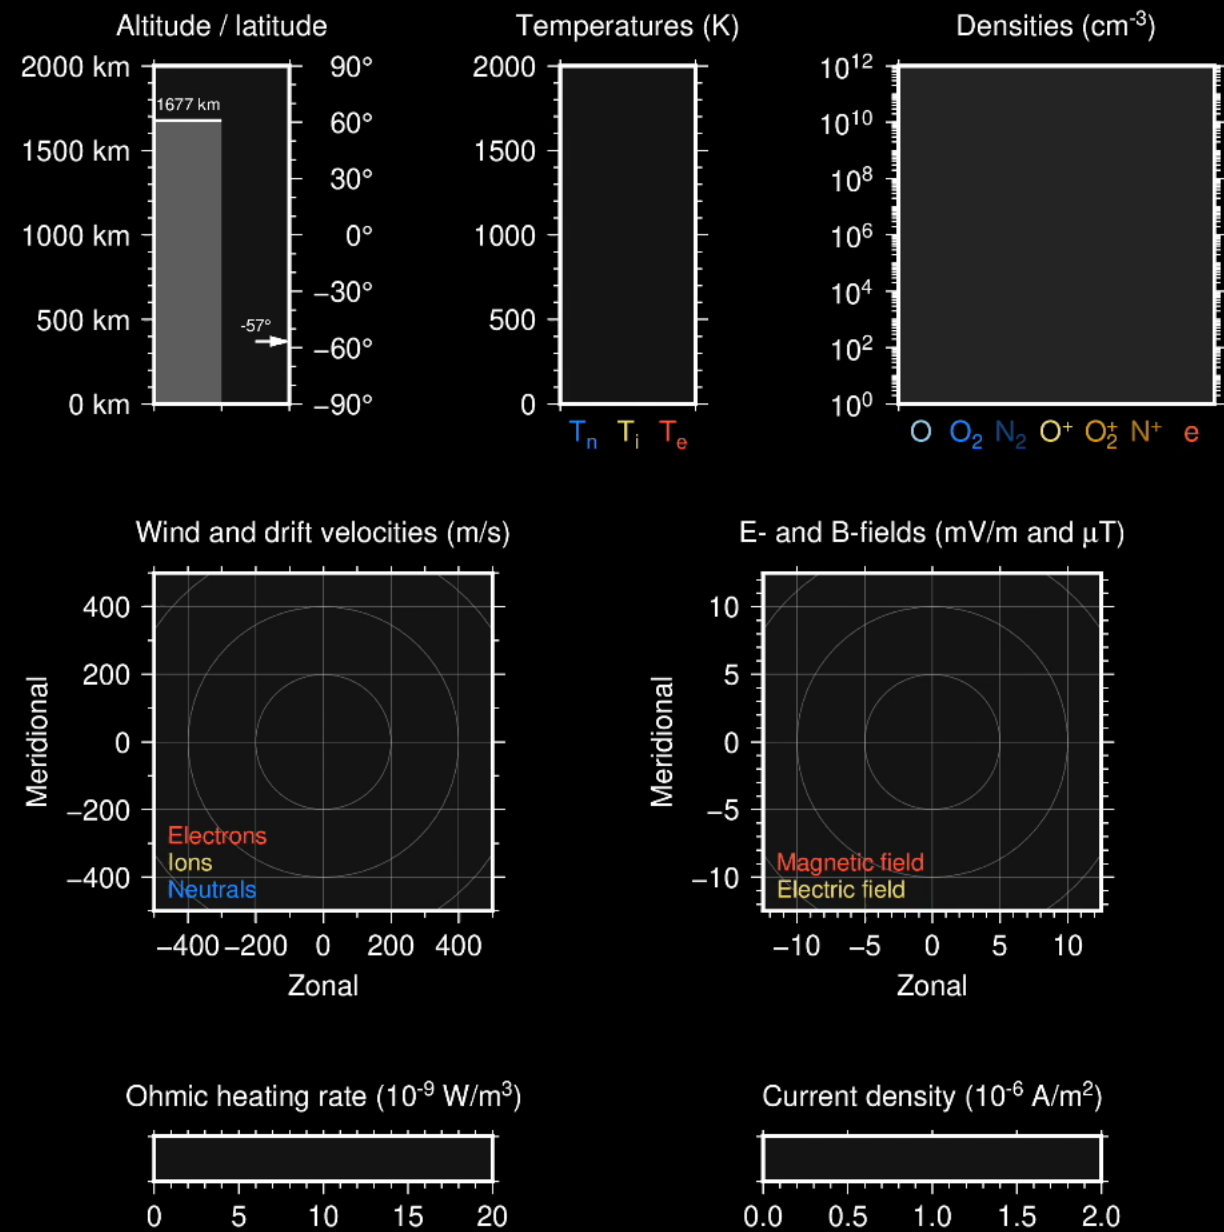 Altitude / latitude
2000 km
1500 km
1000 km
500 km
0 km
1677 km
-57°
90°
60°
30°
0°
−30°
−60°
−90°
Temperatures (K)
2000
1500
1000
500
0
Tₙ Tᵢ Tₑ
Densities (cm⁻³)
10¹²
10¹⁰
10⁸
10⁶
10⁴
10²
10⁰
O O₂ N₂ O⁺ O₂⁺ N⁺ e
Wind and drift velocities (m/s)
Meridional
400
200
0
−200
−400
Electrons
Ions
Neutrals
−400 −200 0 200 400
Zonal
E- and B-fields (mV/m and μT)
Meridional
10
5
0
−5
−10
Magnetic field
Electric field
−10 −5 0 5 10
Zonal
Ohmic heating rate (10⁻⁹ W/m³)
0 5 10 15 20
Current density (10⁻⁶ A/m²)
0.0 0.5 1.0 1.5 2.0